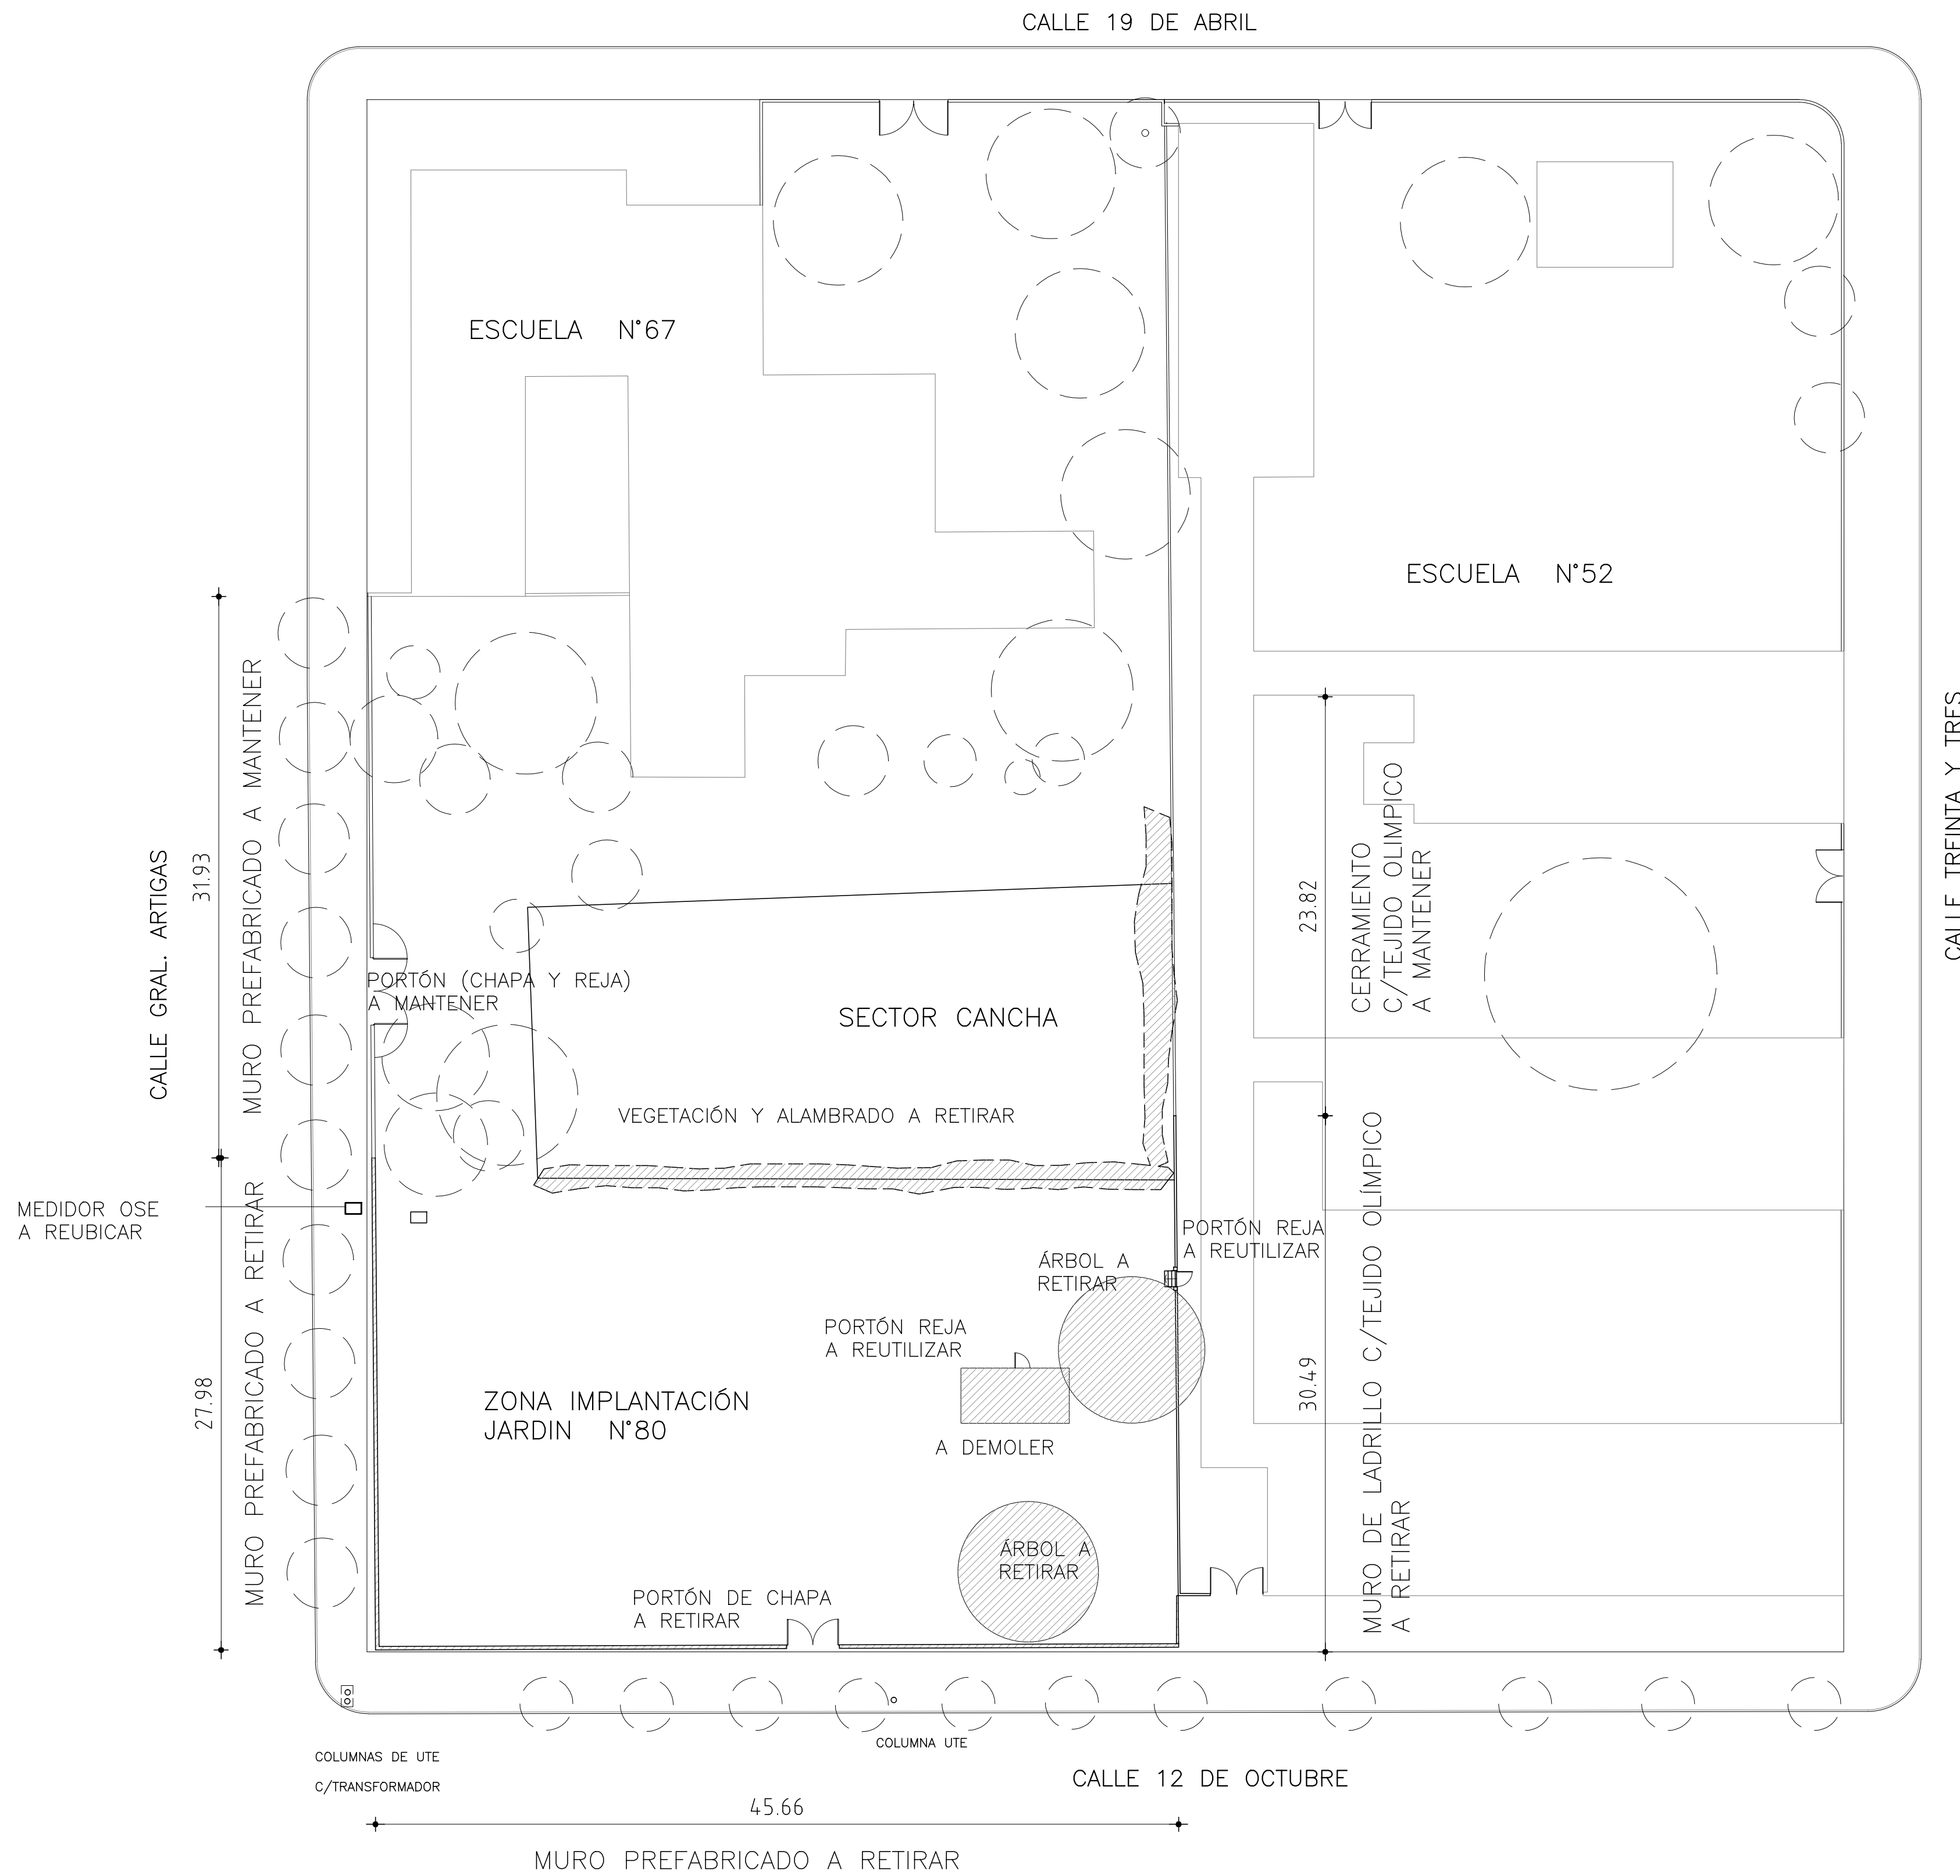 CALLE 19 DE ABRIL
ESCUELA N°67
ESCUELA N°52
CALLE TREINTA Y TRES
CALLE GRAL. ARTIGAS
31.93
MURO PREFABRICADO A MANTENER
PORTÓN (CHAPA Y REJA)
A MANTENER
SECTOR CANCHA
23.82
CERRAMIENTO
C/TEJIDO OLIMPICO
A MANTENER
VEGETACIÓN Y ALAMBRADO A RETIRAR
MEDIDOR OSE
A REUBICAR
27.98
MURO PREFABRICADO A RETIRAR
PORTÓN REJA
A REUTILIZAR
ÁRBOL A
RETIRAR
PORTÓN REJA
A REUTILIZAR
30.49
MURO DE LADRILLO C/TEJIDO OLÍMPICO
A RETIRAR
ZONA IMPLANTACIÓN
JARDIN N°80
A DEMOLER
ÁRBOL A
RETIRAR
PORTÓN DE CHAPA
A RETIRAR
COLUMNA UTE
COLUMNAS DE UTE
C/TRANSFORMADOR
CALLE 12 DE OCTUBRE
45.66
MURO PREFABRICADO A RETIRAR